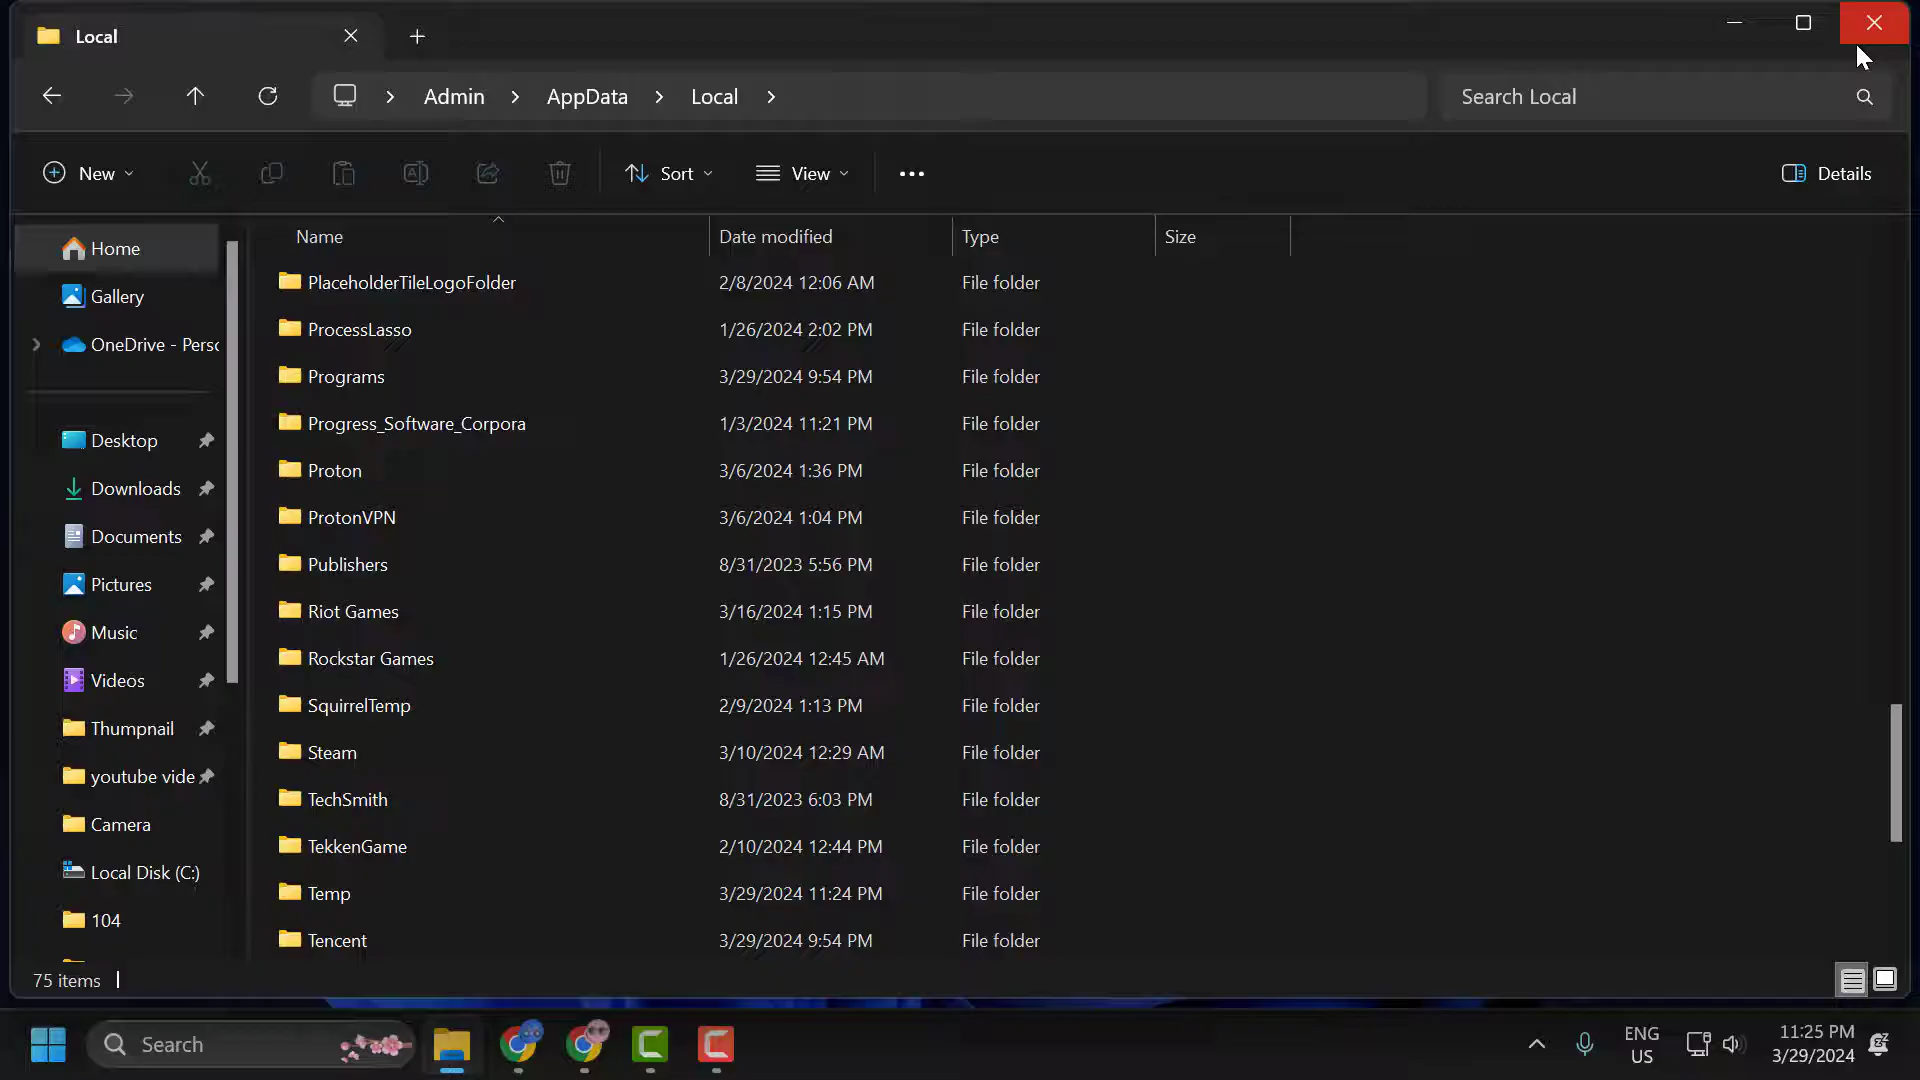 Local
Admin
AppData
Local
Search Local
New
Sort
View
Details
Name
Date modified
Type
Size
Home
Gallery
OneDrive - Perso
Desktop
Downloads
Documents
Pictures
Music
Videos
Thumpnail
youtube vide
Camera
Local Disk (C:)
104
PlaceholderTileLogoFolder 2/8/2024 12:06 AM File folder
ProcessLasso 1/26/2024 2:02 PM File folder
Programs 3/29/2024 9:54 PM File folder
Progress_Software_Corpora 1/3/2024 11:21 PM File folder
Proton 3/6/2024 1:36 PM File folder
ProtonVPN 3/6/2024 1:04 PM File folder
Publishers 8/31/2023 5:56 PM File folder
Riot Games 3/16/2024 1:15 PM File folder
Rockstar Games 1/26/2024 12:45 AM File folder
SquirrelTemp 2/9/2024 1:13 PM File folder
Steam 3/10/2024 12:29 AM File folder
TechSmith 8/31/2023 6:03 PM File folder
TekkenGame 2/10/2024 12:44 PM File folder
Temp 3/29/2024 11:24 PM File folder
Tencent 3/29/2024 9:54 PM File folder
75 items
Search
ENG
US
11:25 PM
3/29/2024